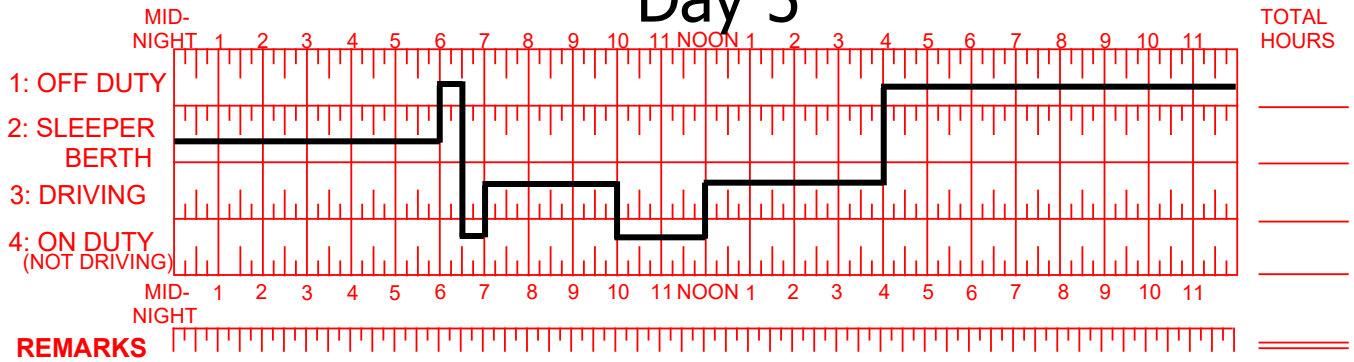 Day 5
MID-
NIGHT 1 2 3 4 5 6 7 8 9 10 11 NOON 1 2 3 4 5 6 7 8 9 10 11
TOTAL
HOURS
1: OFF DUTY
2: SLEEPER
BERTH
3: DRIVING
4: ON DUTY
(NOT DRIVING)
MID-
NIGHT
1 2 3 4 5 6 7 8 9 10 11 NOON 1 2 3 4 5 6 7 8 9 10 11
REMARKS